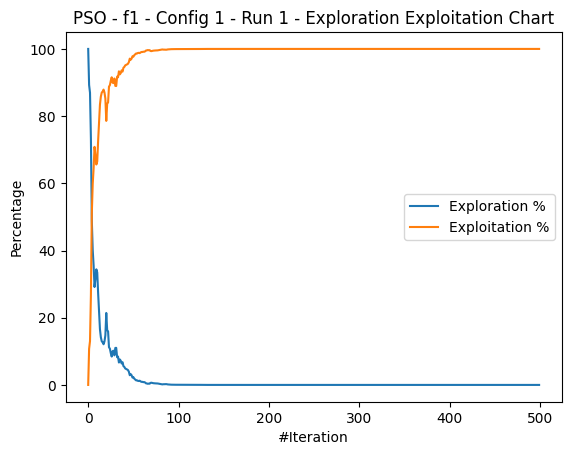 PSO - f1 - Config 1 - Run 1 - Exploration Exploitation Chart
100
80
60
40
20
0
Percentage
Exploration %
Exploitation %
0 100 200 300 400 500
#Iteration